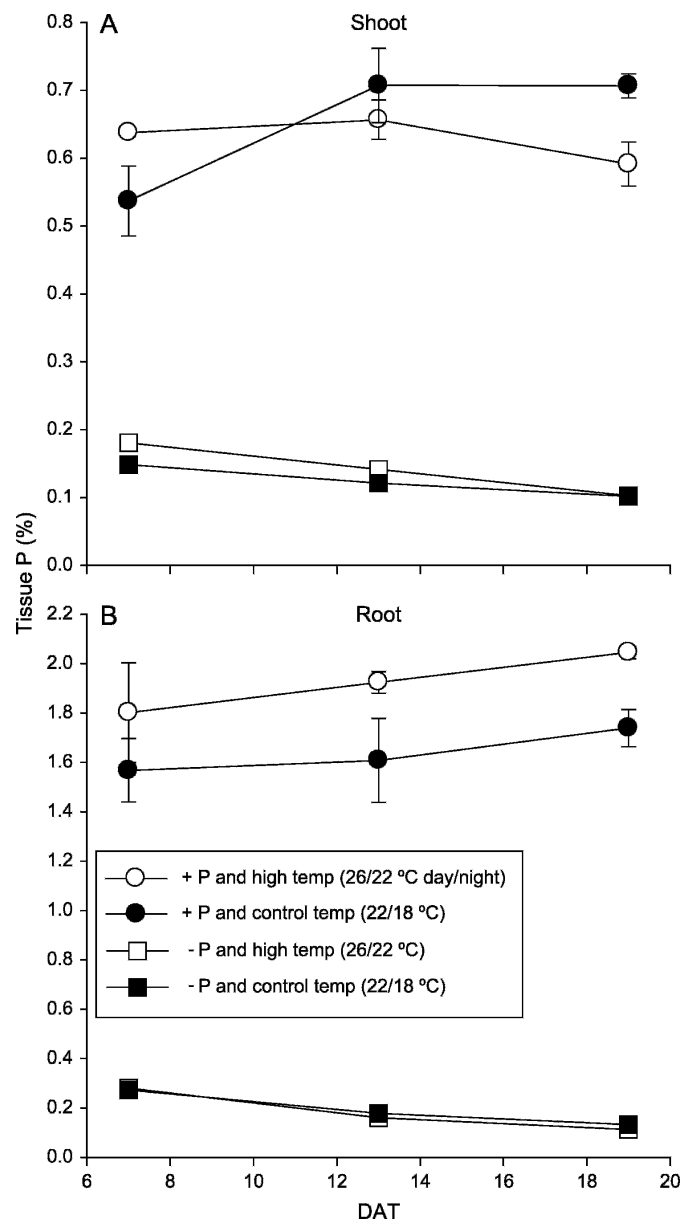 A
Shoot
0.8
0.7
0.6
0.5
0.4
0.3
0.2
0.1
0.0
Tissue P (%)
B
Root
2.2
2.0
1.8
1.6
1.4
1.2
1.0
0.8
0.6
0.4
0.2
0.0
+ P and high temp (26/22 ºC day/night)
+ P and control temp (22/18 ºC)
- P and high temp (26/22 ºC)
- P and control temp (22/18 ºC)
6 8 10 12 14 16 18 20
DAT